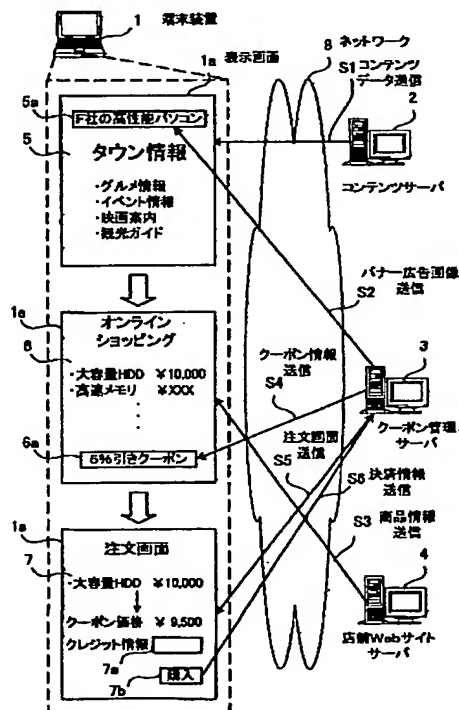 1 端末装置
1a 表示画面
8 ネットワーク
S1 コンテンツ
データ送信
2
コンテンツサーバ
5a F社の高性能パソコン
5 タウン情報
・グルメ情報
・イベント情報
・映画案内
・観光ガイド
バナー広告画像
送信
S2
1a オンライン
ショッピング
6
・大容量HDD ¥10,000
・高速メモリ ¥XXX
6a 5%引きクーポン
クーポン情報
送信
S4
3
クーポン管理
サーバ
注文画面
送信
S5
S6 決済情報
送信
S3 商品情報
送信
1a 注文画面
7
・大容量HDD ¥10,000
クーポン価格 ¥ 9,500
クレジット情報
7a
7b 購入
4
店舗Webサイト
サーバ